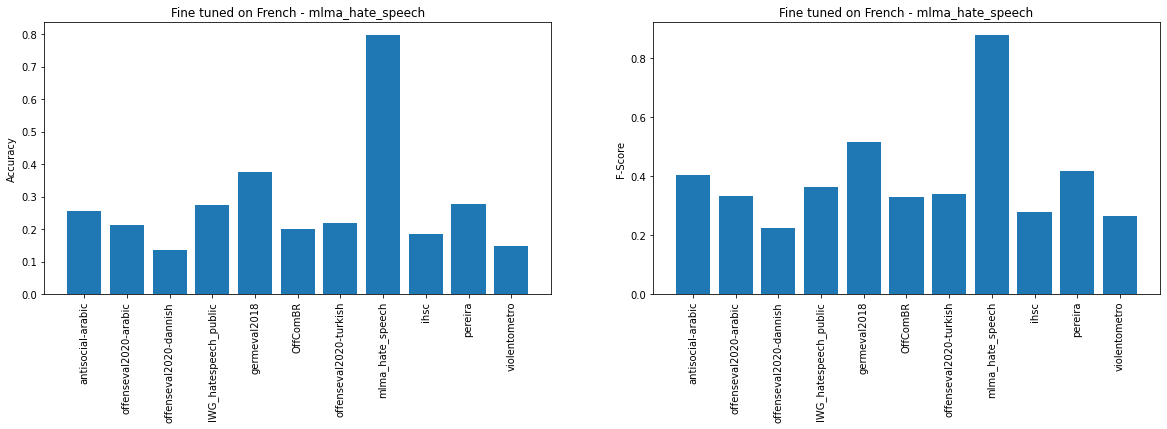 Fine tuned on French - mlma_hate_speech
Accuracy
0.8
0.7
0.6
0.5
0.4
0.3
0.2
0.1
0.0
antisocial-arabic
offenseval2020-arabic
offenseval2020-dannish
IWG_hatespeech_public
germeval2018
OffComBR
offenseval2020-turkish
mlma_hate_speech
ihsc
pereira
violentometro
Fine tuned on French - mlma_hate_speech
F-Score
0.8
0.6
0.4
0.2
0.0
antisocial-arabic
offenseval2020-arabic
offenseval2020-dannish
IWG_hatespeech_public
germeval2018
OffComBR
offenseval2020-turkish
mlma_hate_speech
ihsc
pereira
violentometro